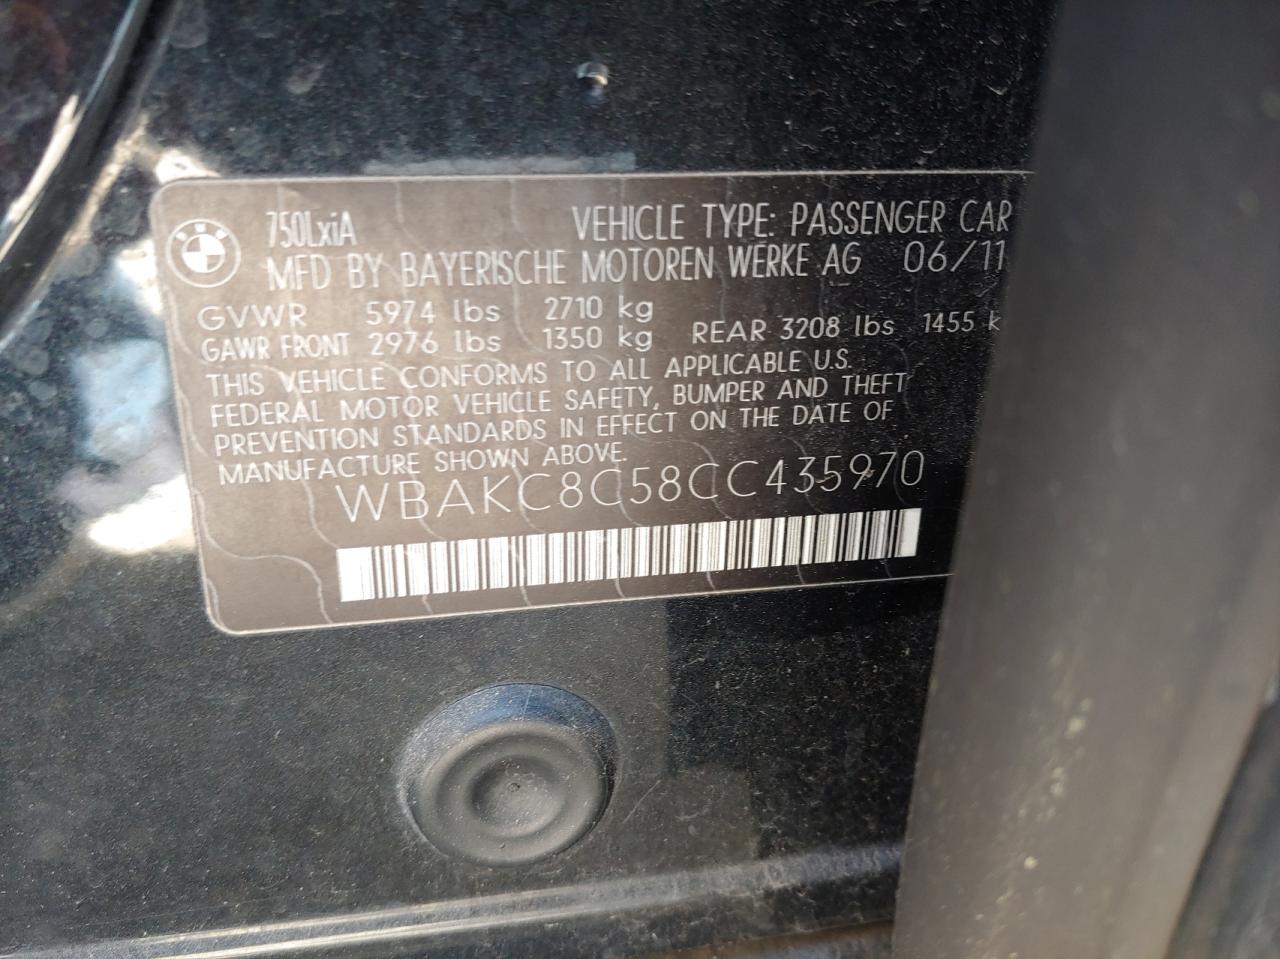 750LxiA VEHICLE TYPE: PASSENGER CAR
MFD BY BAYERISCHE MOTOREN WERKE AG 06/11
GVWR 5974 lbs 2710 kg
GAWR FRONT 2976 lbs 1350 kg REAR 3208 lbs 1455 k
THIS VEHICLE CONFORMS TO ALL APPLICABLE U.S.
FEDERAL MOTOR VEHICLE SAFETY, BUMPER AND THEFT
PREVENTION STANDARDS IN EFFECT ON THE DATE OF
MANUFACTURE SHOWN ABOVE.
WBAKC8C58CC435970